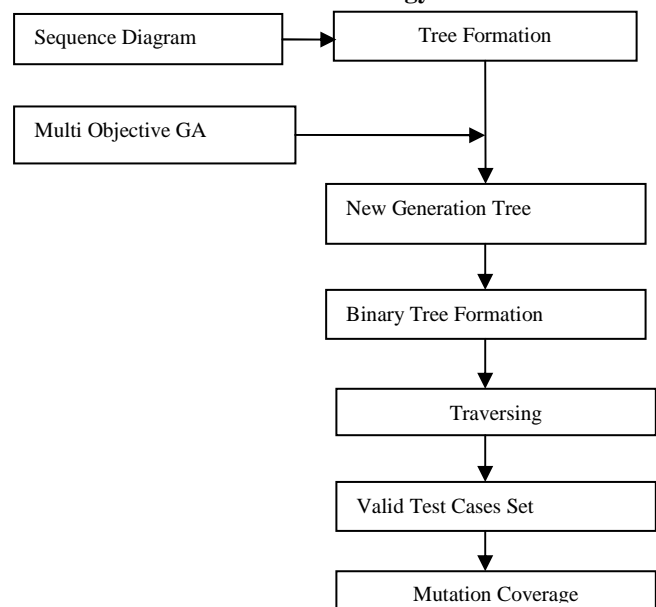 Sequence Diagram
Tree Formation
Multi Objective GA
New Generation Tree
Binary Tree Formation
Traversing
Valid Test Cases Set
Mutation Coverage